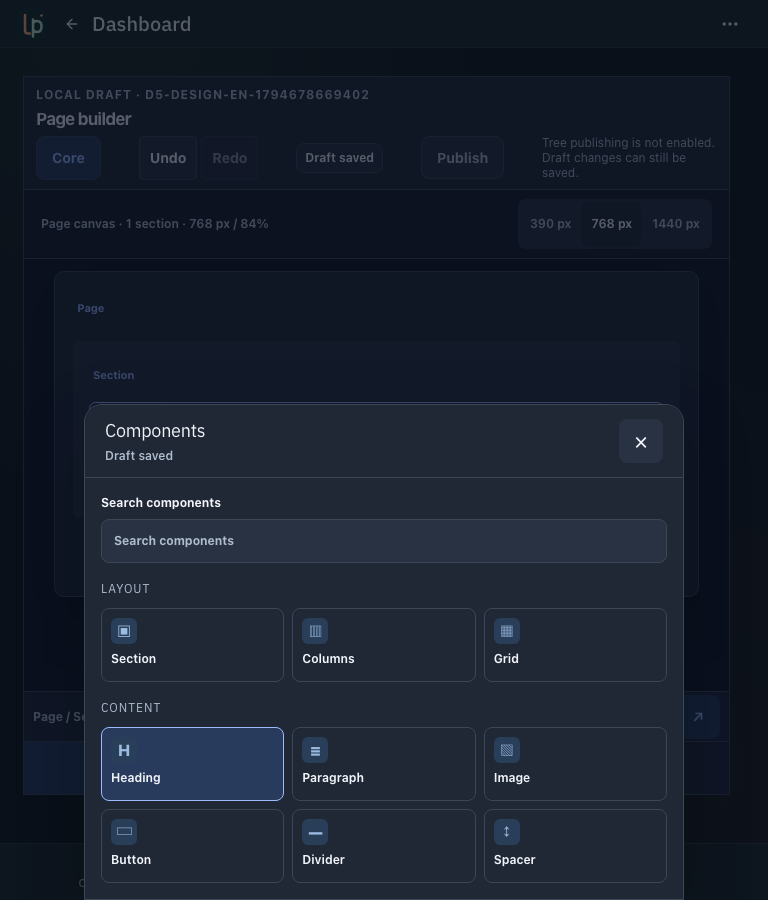 lp
Dashboard
LOCAL DRAFT · D5-DESIGN-EN-1794678669402
Page builder
Core
Undo
Redo
Draft saved
Publish
Tree publishing is not enabled.
Draft changes can still be
saved.
Page canvas · 1 section · 768 px / 84%
390 px
768 px
1440 px
Page
Section
Components
Draft saved
Search components
Search components
LAYOUT
Section
Columns
Grid
CONTENT
H
Heading
Paragraph
Image
Button
Divider
Spacer
Page /